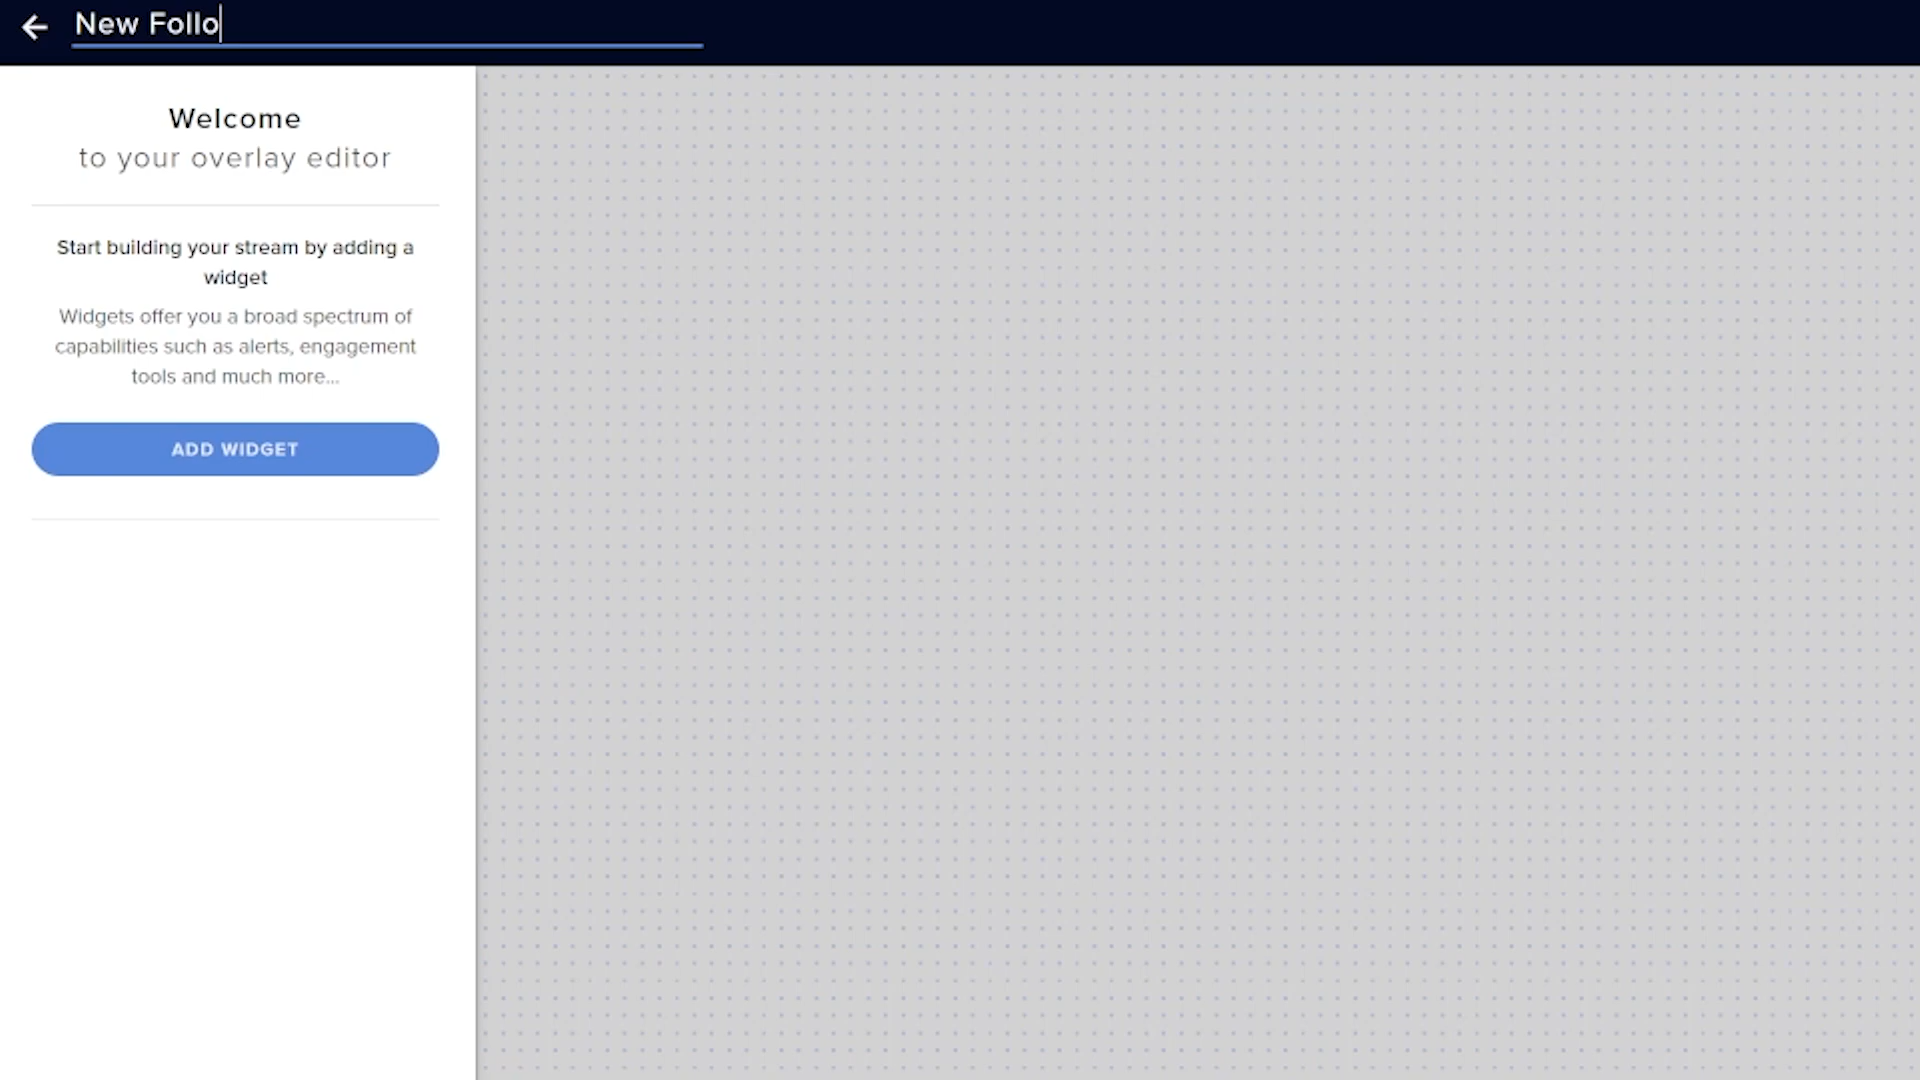 New Follo
Welcome
to your overlay editor
Start building your stream by adding a
widget
Widgets offer you a broad spectrum of
capabilities such as alerts, engagement
tools and much more...
ADD WIDGET